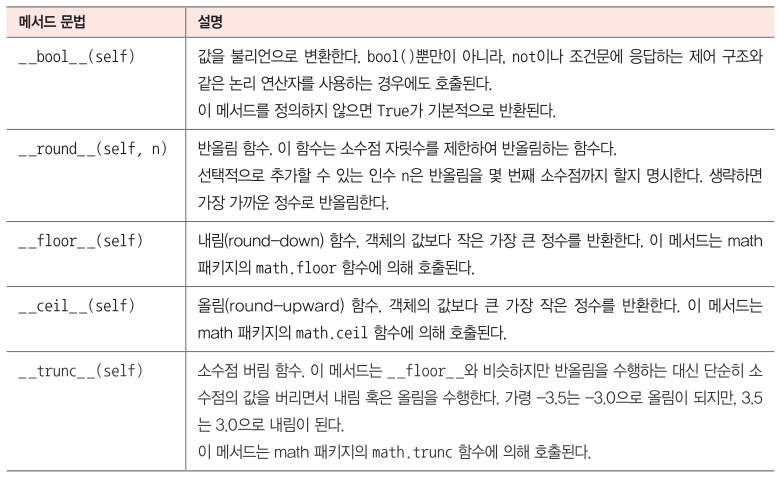 메서드 문법 설명
__bool__(self) 값을 불리언으로 변환한다. bool()뿐만이 아니라, not이나 조건문에 응답하는 제어 구조와
같은 논리 연산자를 사용하는 경우에도 호출된다.
이 메서드를 정의하지 않으면 True가 기본적으로 반환된다.
__round__(self, n) 반올림 함수. 이 함수는 소수점 자릿수를 제한하여 반올림하는 함수다.
선택적으로 추가할 수 있는 인수 n은 반올림을 몇 번째 소수점까지 할지 명시한다. 생략하면
가장 가까운 정수로 반올림한다.
__floor__(self) 내림(round-down) 함수. 객체의 값보다 작은 가장 큰 정수를 반환한다. 이 메서드는 math
패키지의 math.floor 함수에 의해 호출된다.
__ceil__(self) 올림(round-upward) 함수. 객체의 값보다 큰 가장 작은 정수를 반환한다. 이 메서드는
math 패키지의 math.ceil 함수에 의해 호출된다.
__trunc__(self) 소수점 버림 함수. 이 메서드는 __floor__와 비슷하지만 반올림을 수행하는 대신 단순히 소
수점의 값을 버리면서 내림 혹은 올림을 수행한다. 가령 -3.5는 -3.0으로 올림이 되지만, 3.5
는 3.0으로 내림이 된다.
이 메서드는 math 패키지의 math.trunc 함수에 의해 호출된다.